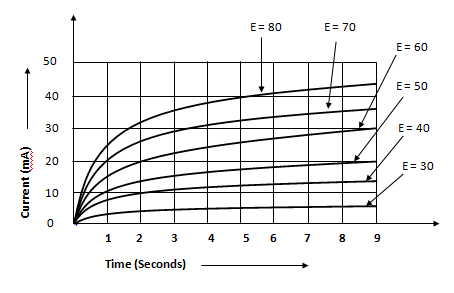 E = 80
E = 70
E = 60
E = 50
E = 40
E = 30
50
40
30
20
10
0
Current (mA)
1 2 3 4 5 6 7 8 9
Time (Seconds)